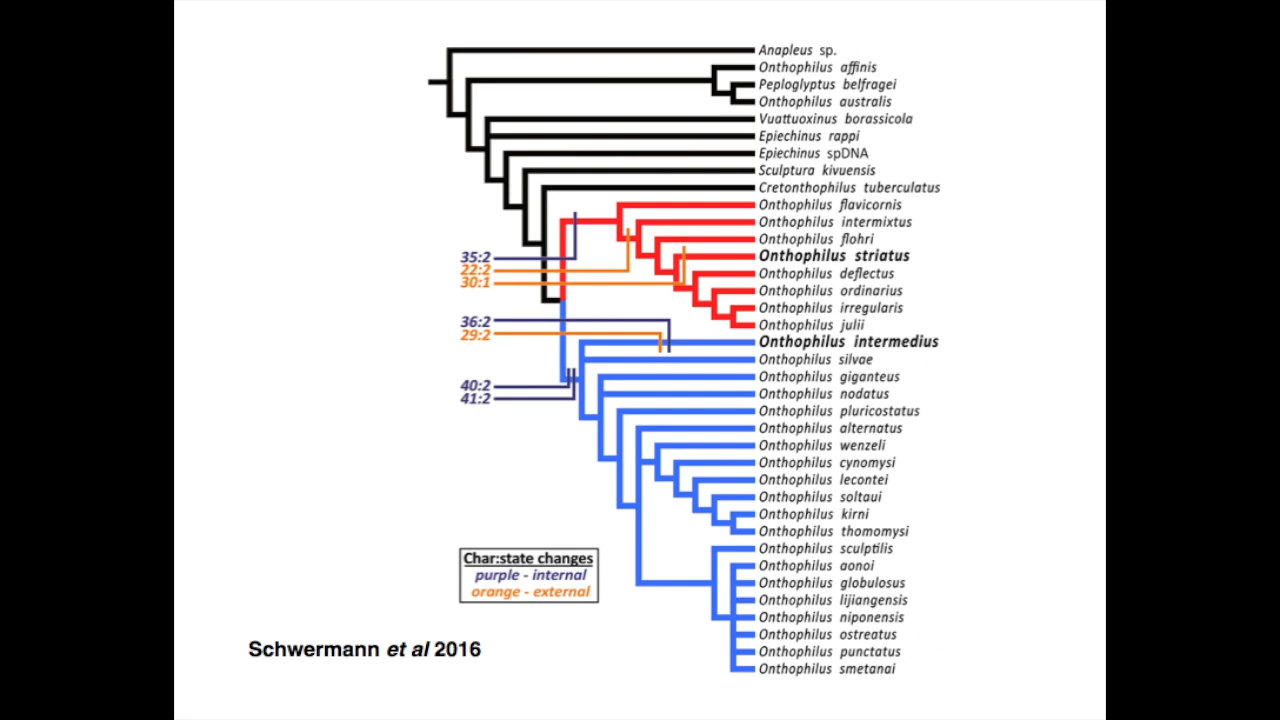 Anapleus sp.
Onthophilus affinis
Peploglyptus belfragei
Onthophilus australis
Vuattuoxinus borassicola
Epiechinus rappi
Epiechinus spDNA
Sculptura kivuensis
Cretonthophilus tuberculatus
Onthophilus flavicornis
Onthophilus intermixtus
Onthophilus flohri
Onthophilus striatus
Onthophilus deflectus
Onthophilus ordinarius
Onthophilus irregularis
Onthophilus julii
Onthophilus intermedius
Onthophilus silvae
Onthophilus giganteus
Onthophilus nodatus
Onthophilus pluricostatus
Onthophilus alternatus
Onthophilus wenzeli
Onthophilus cynomysi
Onthophilus lecontei
Onthophilus soltaui
Onthophilus kirni
Onthophilus thomomysi
Onthophilus sculptilis
Onthophilus aonoi
Onthophilus globulosus
Onthophilus lijiangensis
Onthophilus niponensis
Onthophilus ostreatus
Onthophilus punctatus
Onthophilus smetanai
35:2
22:2
30:1
36:2
29:2
40:2
41:2
Char:state changes
purple - internal
orange - external
Schwermann et al 2016